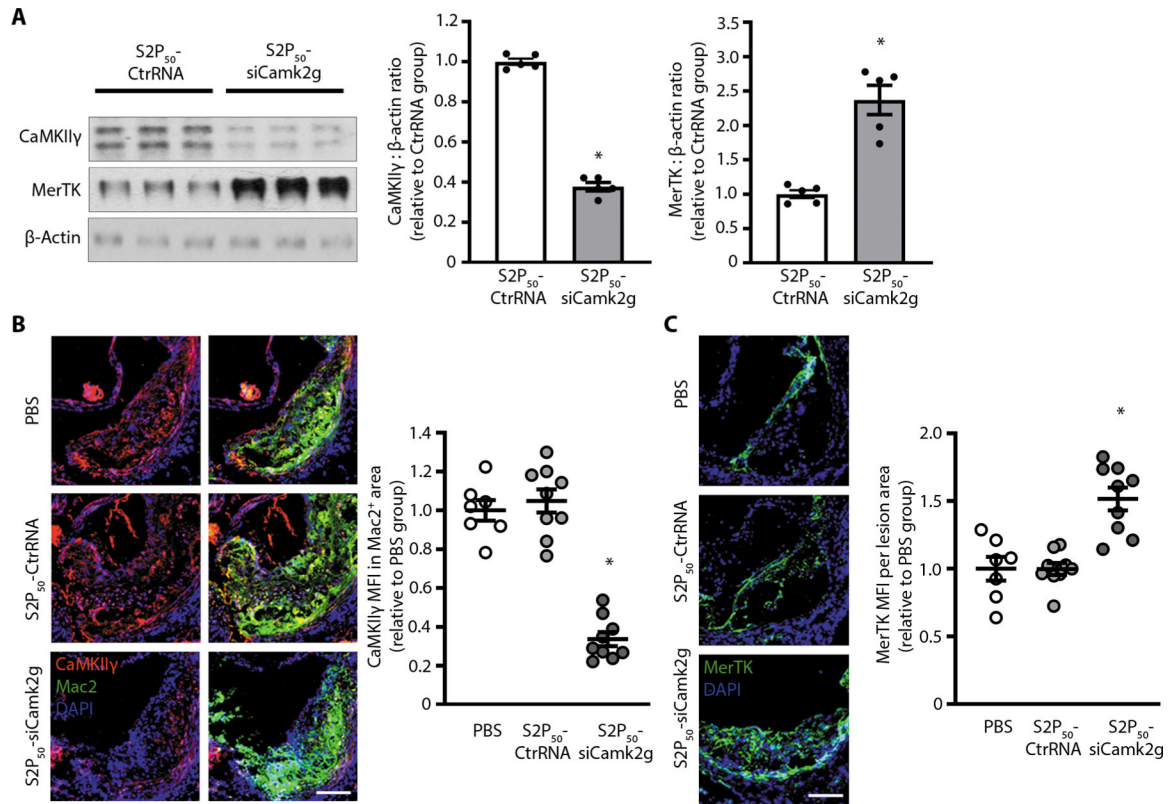 A
S2P50-
CtrRNA
S2P50-
siCamk2g
CaMKIIγ
MerTK
β-Actin
CaMKIIγ : β-actin ratio
(relative to CtrRNA group)
1.2
1.0
0.8
0.6
0.4
0.2
0
*
S2P50-
CtrRNA
S2P50-
siCamk2g
MerTK : β-actin ratio
(relative to CtrRNA group)
3.5
3.0
2.5
2.0
1.5
1.0
0.5
0
*
S2P50-
CtrRNA
S2P50-
siCamk2g
B
PBS
S2P50-CtrRNA
S2P50-siCamk2g
CaMKIIγ
Mac2
DAPI
CaMKIIγ MFI in Mac2+ area
(relative to PBS group)
1.4
1.2
1.0
0.8
0.6
0.4
0.2
0
*
PBS
S2P50-
CtrRNA
S2P50-
siCamk2g
C
PBS
S2P50-CtrRNA
S2P50-siCamk2g
MerTK
DAPI
MerTK MFI per lesion area
(relative to PBS group)
2.0
1.5
1.0
0.5
0
*
PBS
S2P50-
CtrRNA
S2P50-
siCamk2g